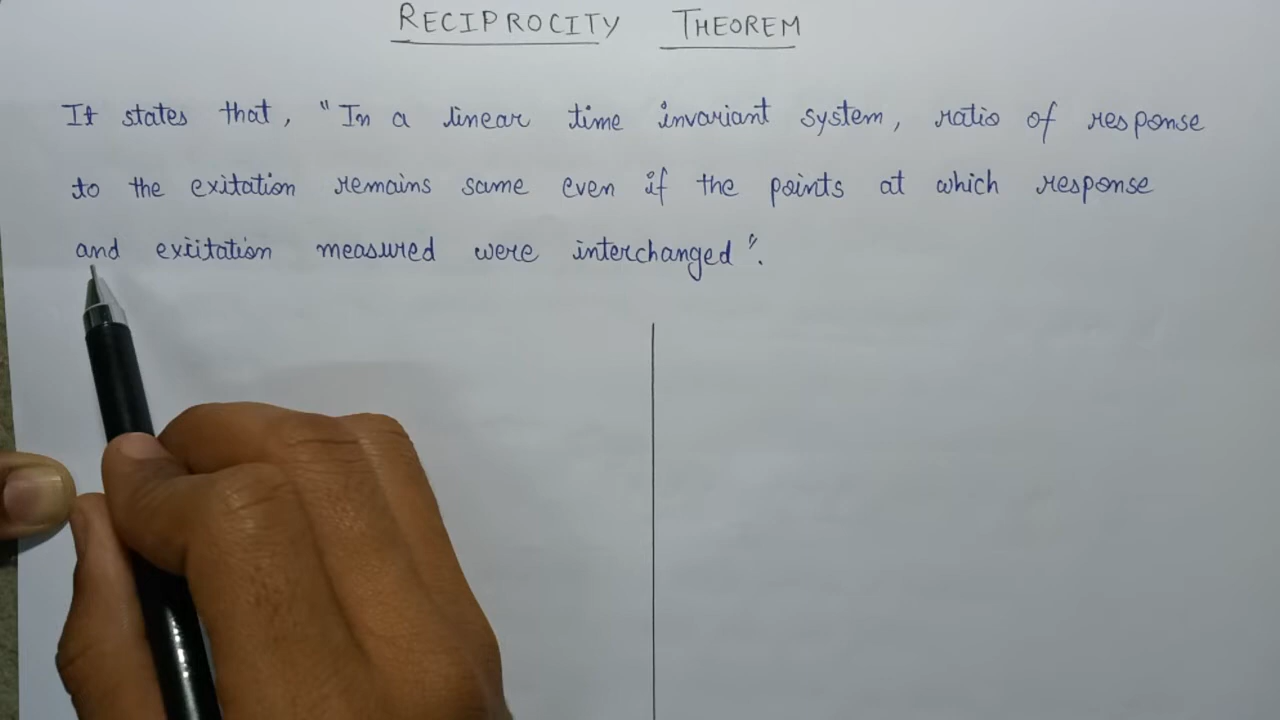 RECIPROCITY THEOREM
It states that, "In a linear time invariant system, ratio of response
to the exitation remains same even if the points at which response
and exitation measured were interchanged".